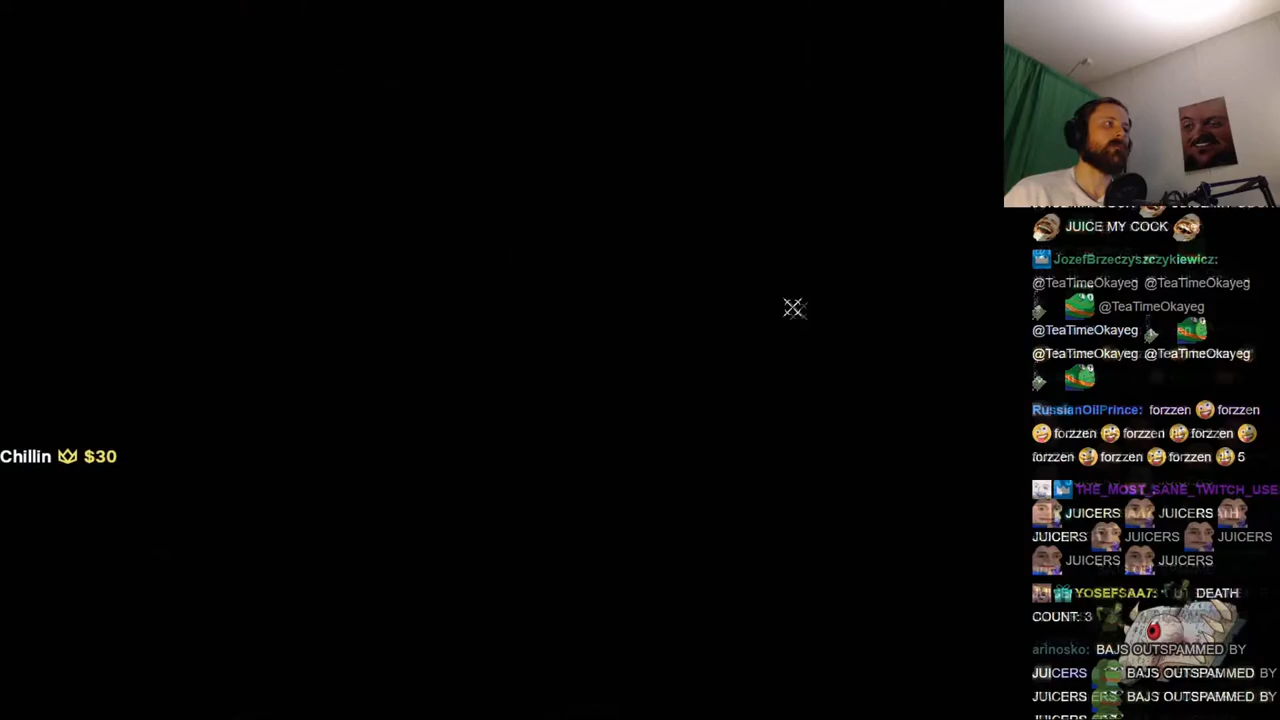 JUICE MY COCK
JozefBrzeczyszczykiewicz:
@TeaTimeOkayeg @TeaTimeOkayeg
@TeaTimeOkayeg
@TeaTimeOkayeg
@TeaTimeOkayeg @TeaTimeOkayeg
RussianOilPrince: forzzen forzzen
forzzen forzzen forzzen
forzzen forzzen forzzen 5
Chillin $30
THE_MOST_SANE_TWITCH_USE
JUICERS JUICERS
JUICERS JUICERS JUICERS
JUICERS JUICERS
YOSEFSAA7: DEATH
COUNT: 3
arinosko: BAJS OUTSPAMMED BY
JUICERS BAJS OUTSPAMMED BY
JUICERS BAJS OUTSPAMMED BY